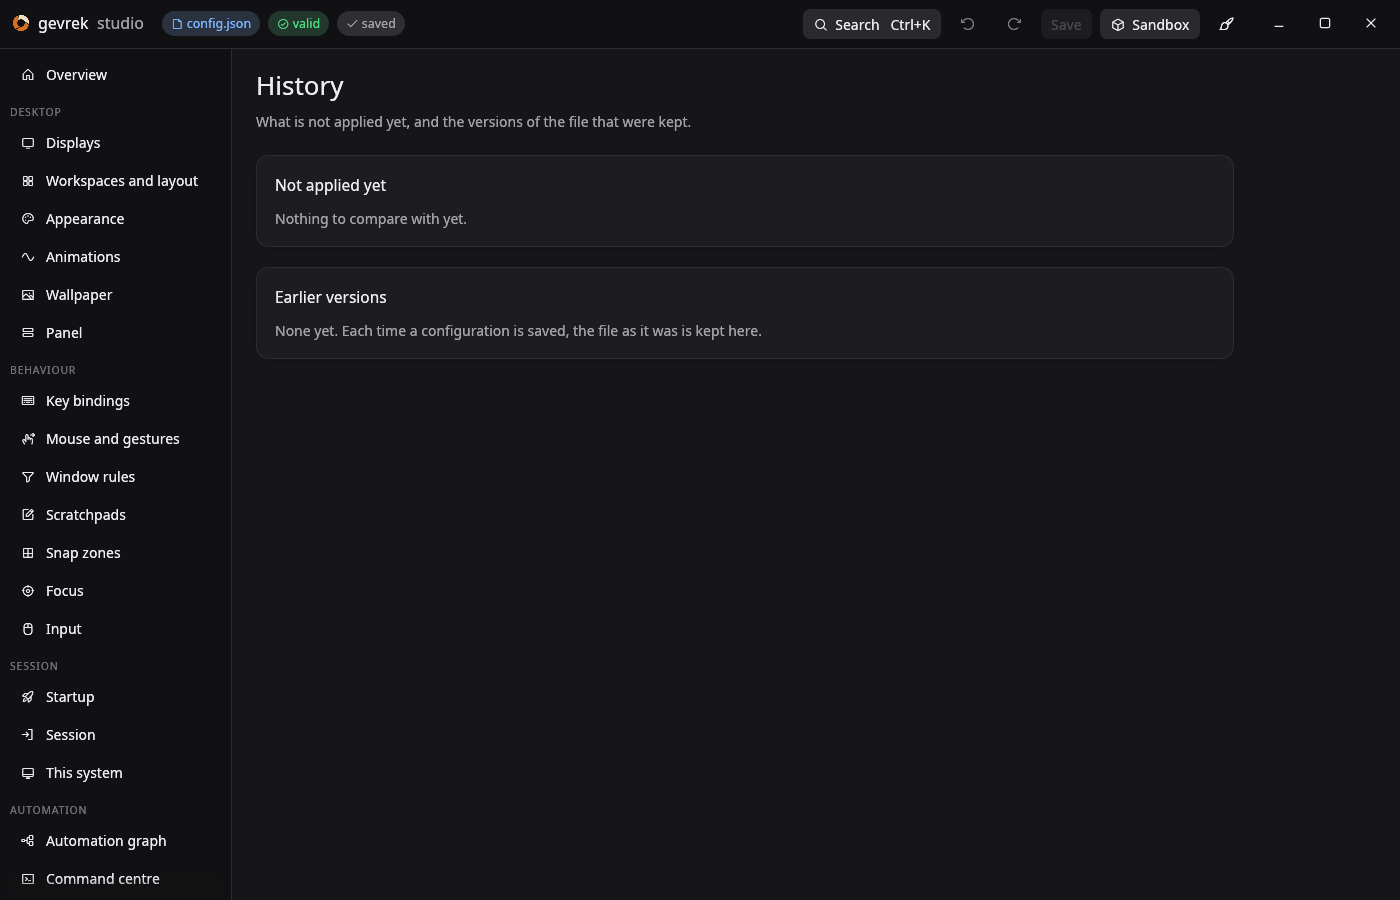 gevrek studio config.json valid saved Search Ctrl+K Save Sandbox
Overview
DESKTOP
Displays
Workspaces and layout
Appearance
Animations
Wallpaper
Panel
BEHAVIOUR
Key bindings
Mouse and gestures
Window rules
Scratchpads
Snap zones
Focus
Input
SESSION
Startup
Session
This system
AUTOMATION
Automation graph
Command centre
History
What is not applied yet, and the versions of the file that were kept.
Not applied yet
Nothing to compare with yet.
Earlier versions
None yet. Each time a configuration is saved, the file as it was is kept here.